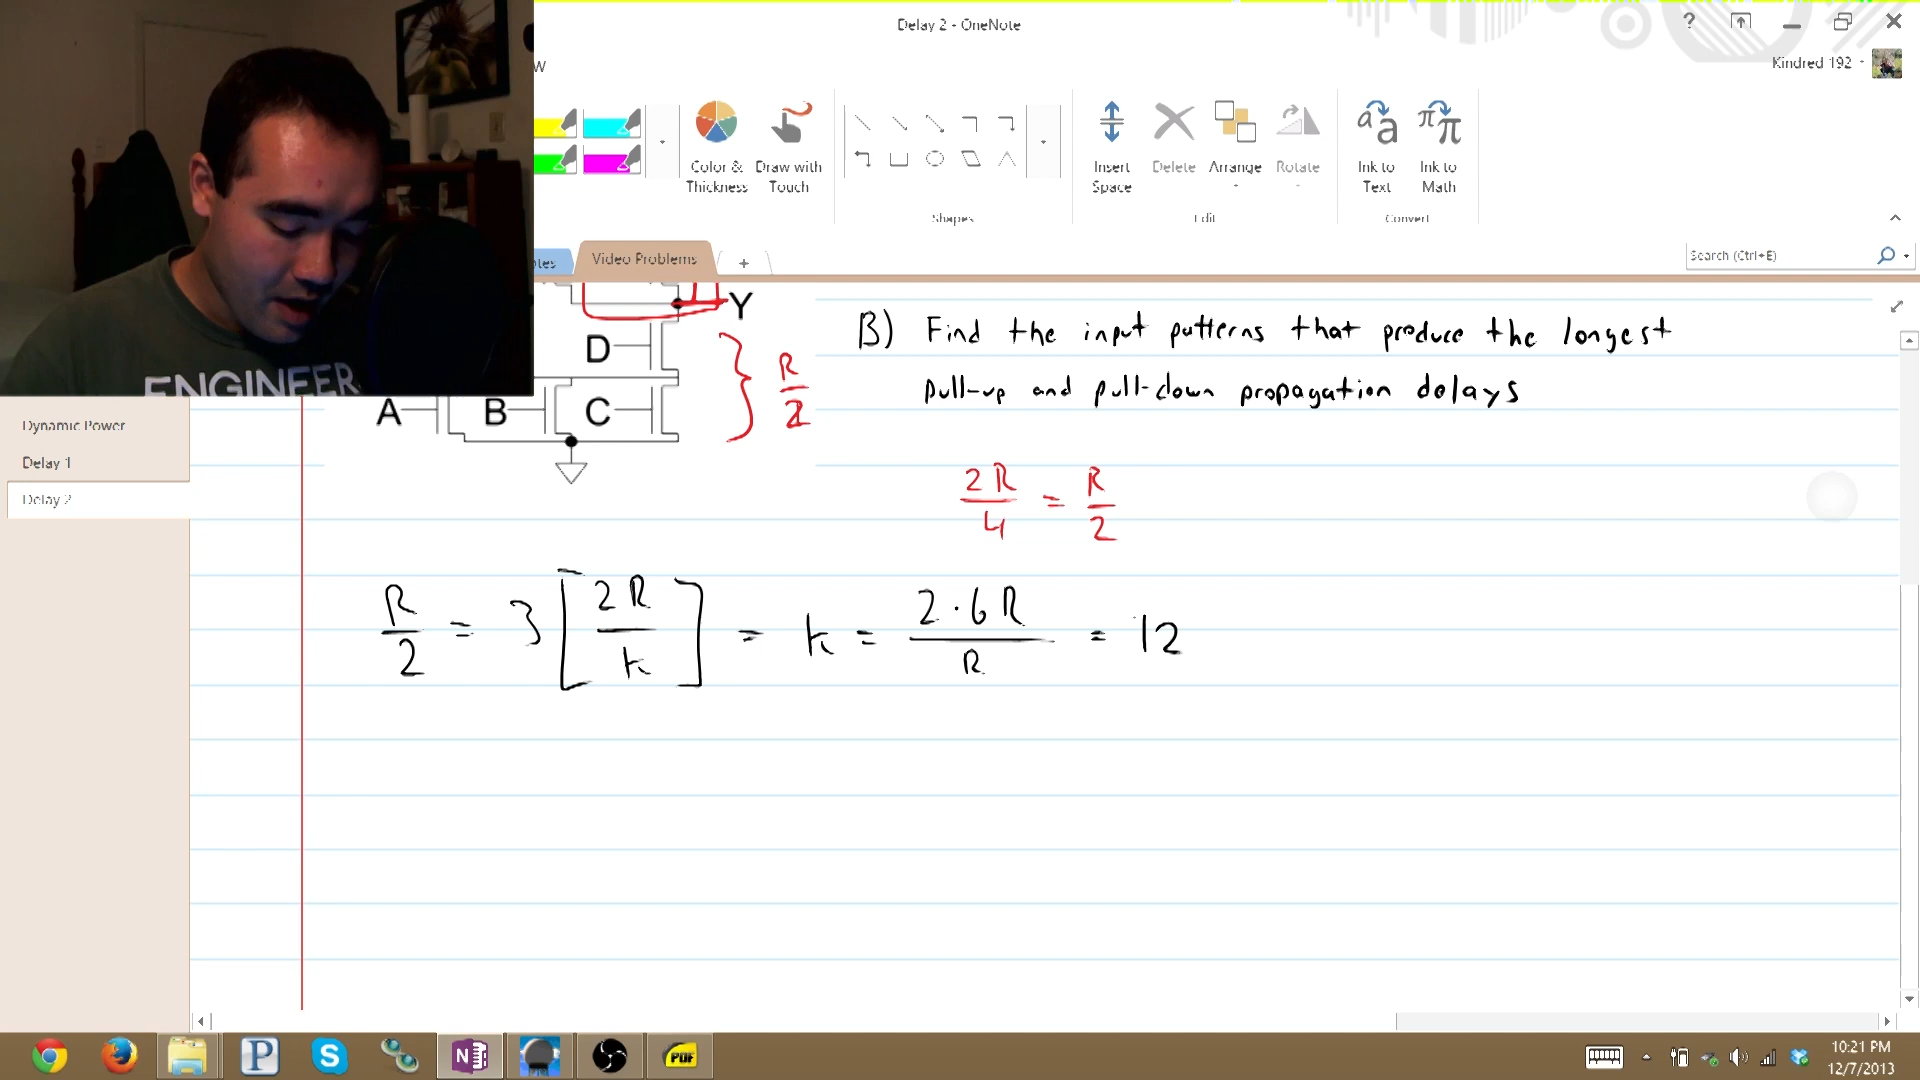 Delay 2 - OneNote
?
W
Kindred 192
Color & Thickness
Draw with Touch
Insert Space
Delete
Arrange
Rotate
Ink to Text
Ink to Math
Shapes
Edit
Convert
Video Problems
+
Search (Ctrl+E)
ENGINEER
Y
D
A B C
R/2
B) Find the input patterns that produce the longest
pull-up and pull-down propagation delays
2R/4 = R/2
R/2 = 3 [2R/k] = k = 2·6R/R = 12
Dynamic Power
Delay 1
Delay 2
P
S
N
PDF
10:21 PM
12/7/2013